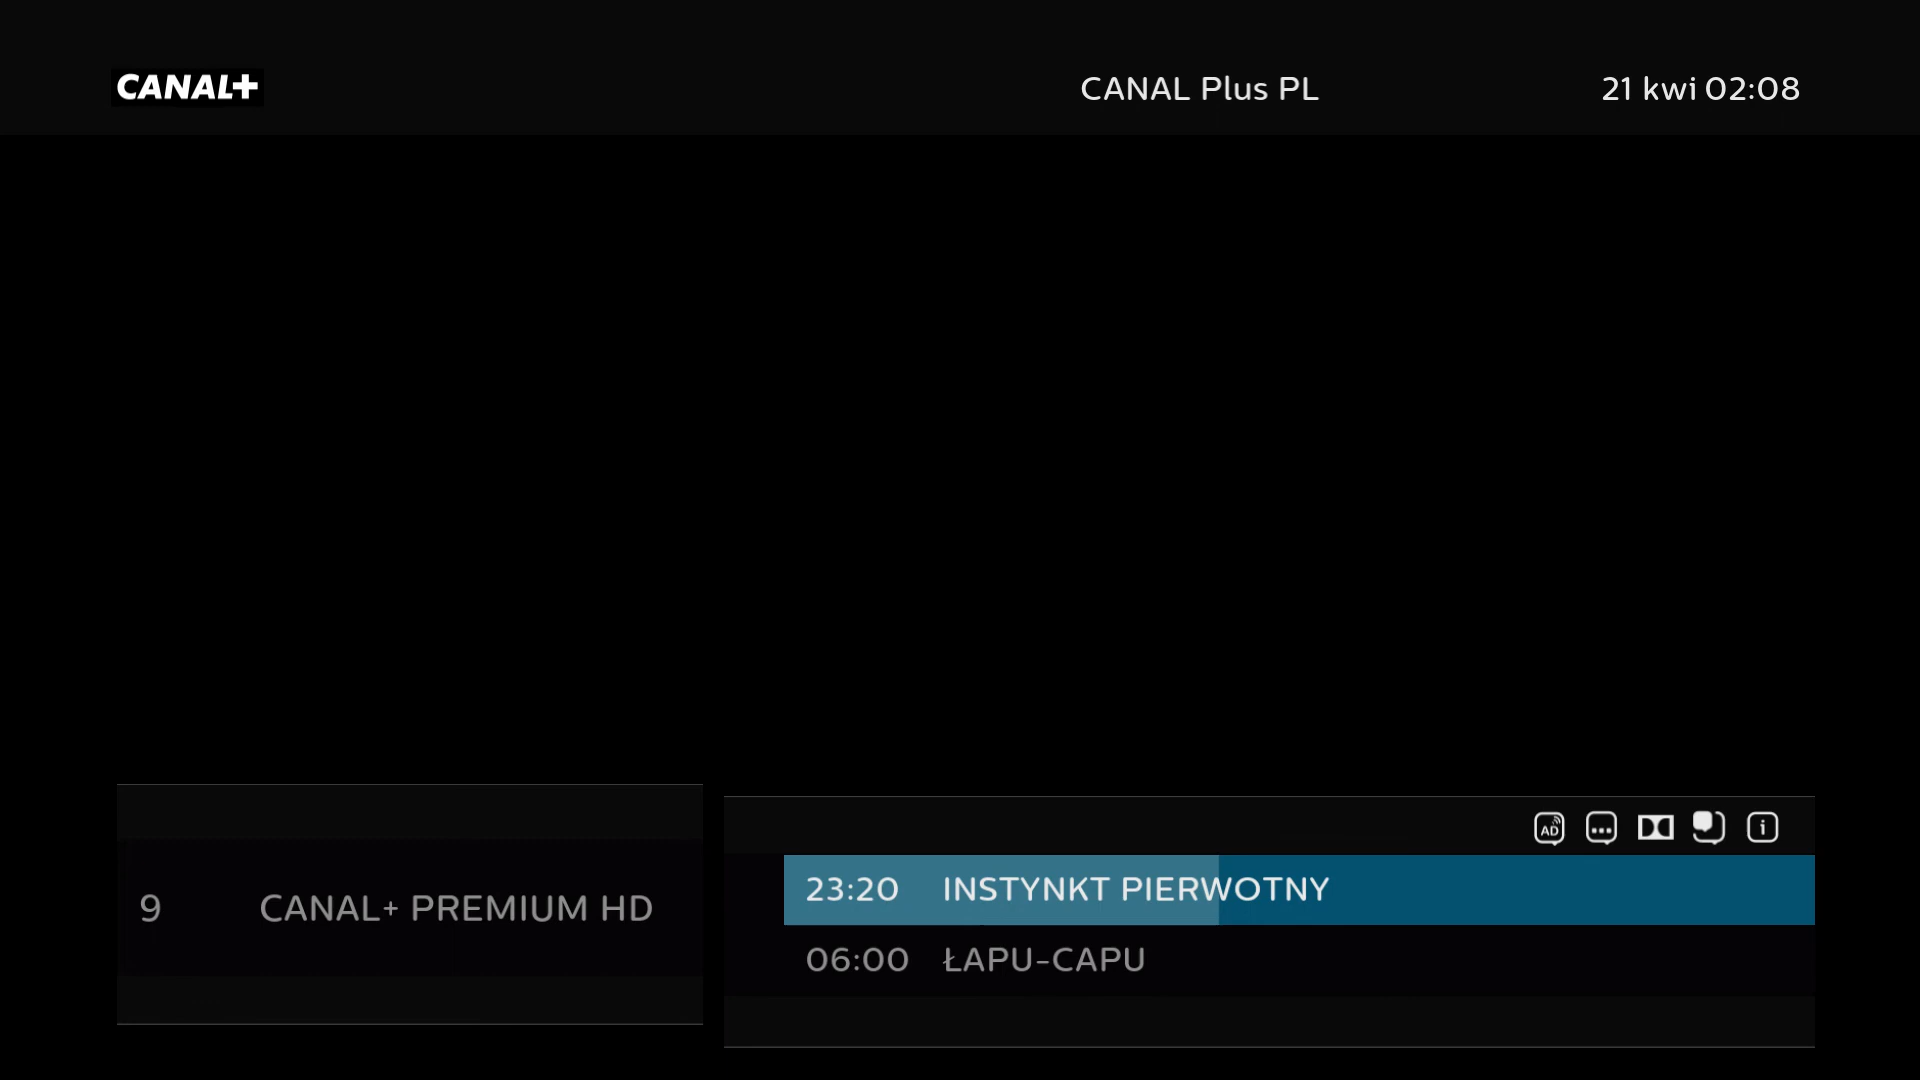 CANAL+
CANAL Plus PL
21 kwi 02:08
9 CANAL+ PREMIUM HD
AD
23:20 INSTYNKT PIERWOTNY
06:00 ŁAPU-CAPU